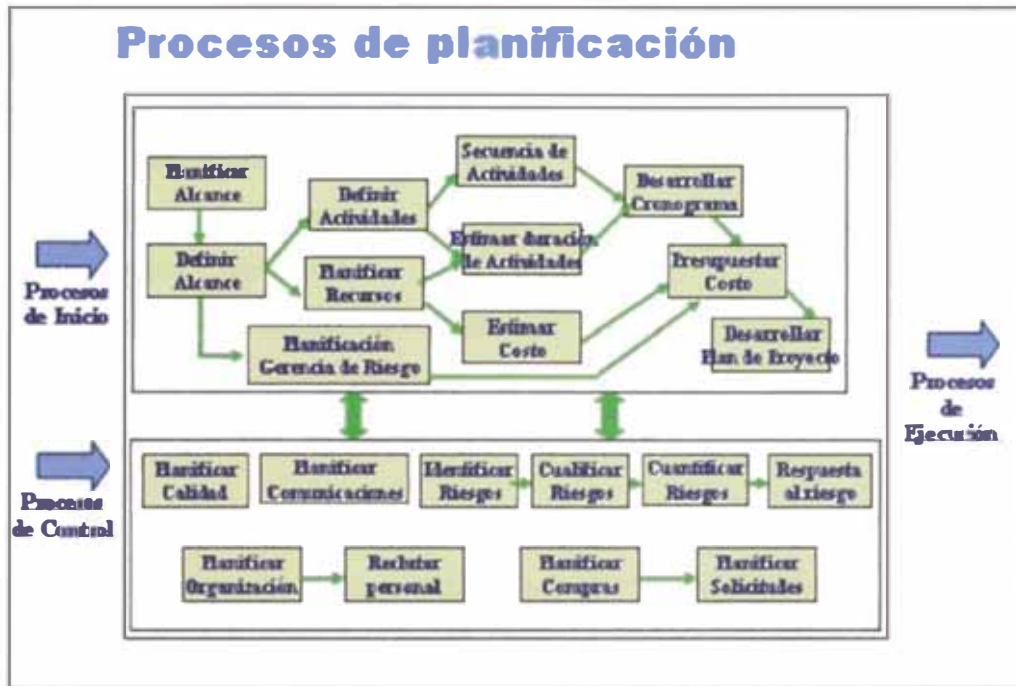 Procesos de planificación
Planificar
Alcance
Definir
Actividades
Secuencia de
Actividades
Desarrollar
Cronograma
Procesos
de Inicio
Definir
Alcance
Planificar
Recursos
Estimar duración
de Actividades
Presupuestar
Costo
Planificación
Gerencia de Riesgo
Estimar
Costo
Desarrollar
Plan de Proyecto
Procesos
de
Ejecución
Procesos
de Control
Planificar
Calidad
Planificar
Comunicaciones
Identificar
Riesgos
Cualificar
Riesgos
Cuantificar
Riesgos
Respuesta
al riesgo
Planificar
Organización
Reclutar
personal
Planificar
Compras
Planificar
Solicitudes